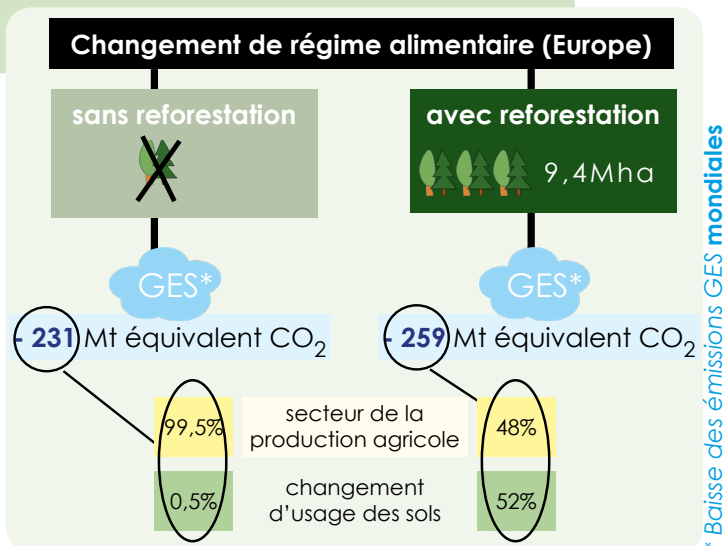 Changement de régime alimentaire (Europe)
sans reforestation
avec reforestation
9,4Mha
GES*
GES*
- 231 Mt équivalent CO₂
- 259 Mt équivalent CO₂
99,5%
secteur de la
production agricole
48%
0,5%
changement
d'usage des sols
52%
* Baisse des émissions GES mondiales